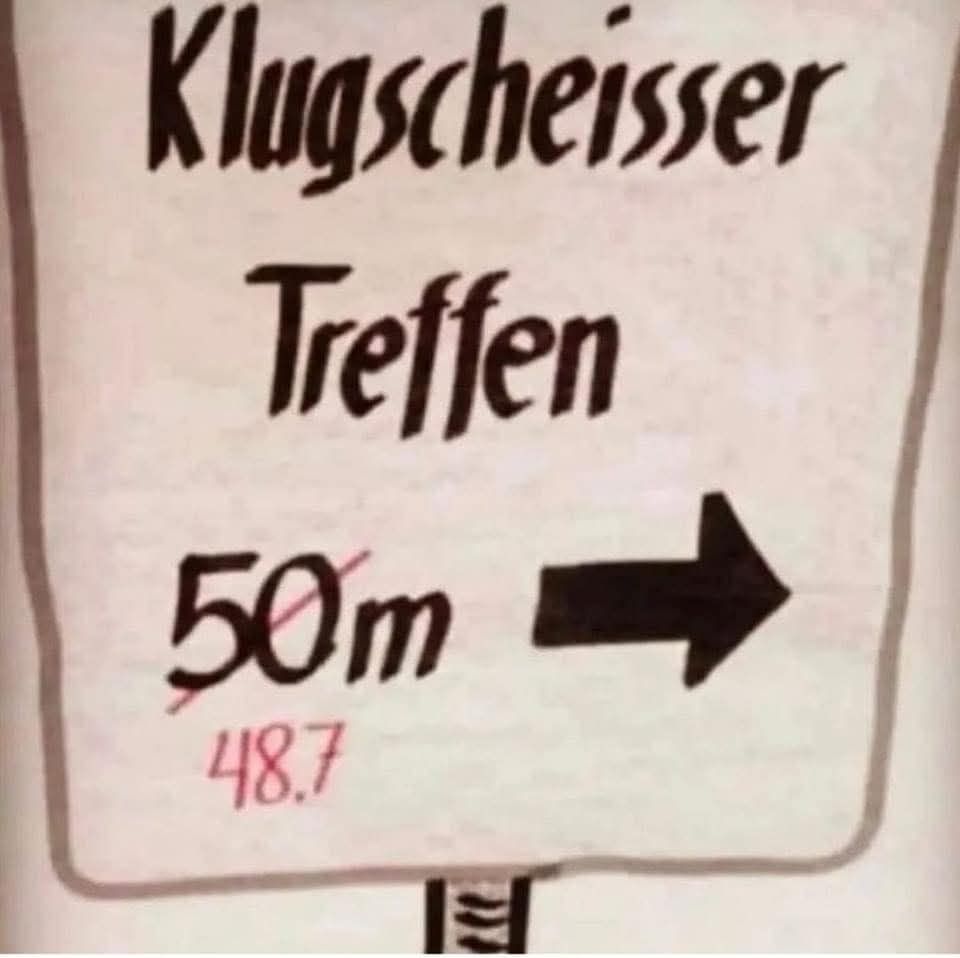 Klugscheisser
Treffen
50m
48.7